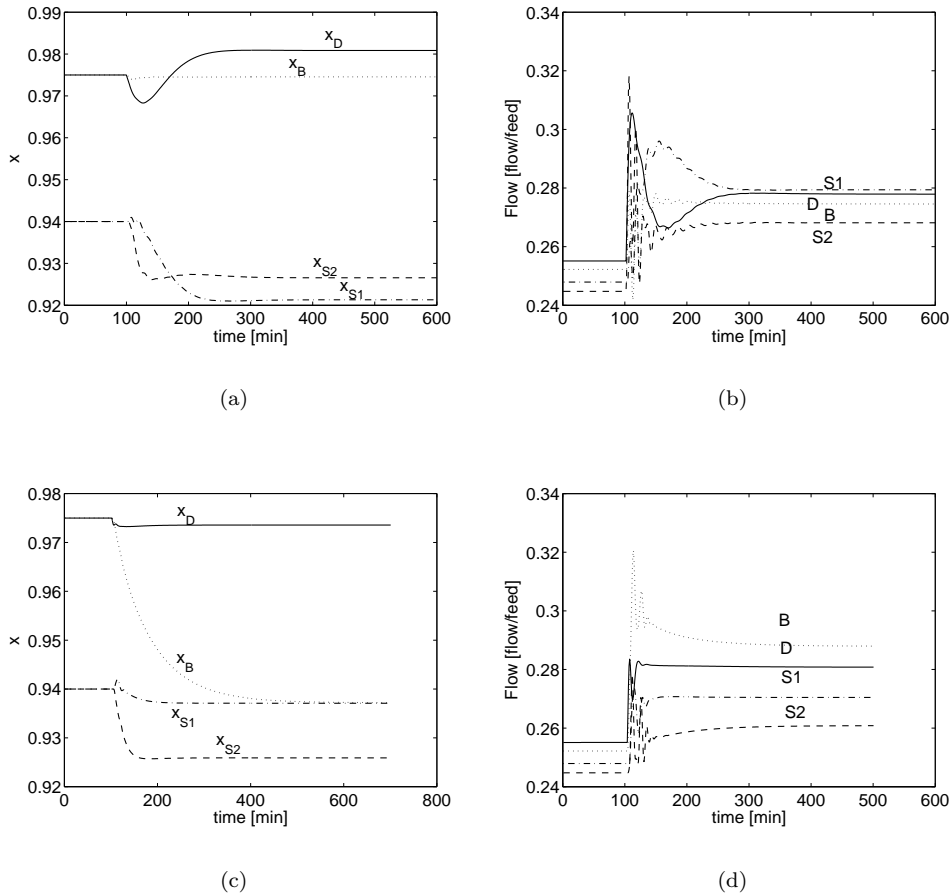 0.99
0.98
0.97
0.96
0.95
0.94
0.93
0.92
x
x_D
x_B
x_S2
x_S1
0 100 200 300 400 500 600
time [min]
(a)
0.34
0.32
0.3
0.28
0.26
0.24
Flow [flow/feed]
S1
D
B
S2
0 100 200 300 400 500 600
time [min]
(b)
0.98
0.97
0.96
0.95
0.94
0.93
0.92
x
x_D
x_B
x_S1
x_S2
0 200 400 600 800
time [min]
(c)
0.34
0.32
0.3
0.28
0.26
0.24
Flow [flow/feed]
B
D
S1
S2
0 100 200 300 400 500 600
time [min]
(d)